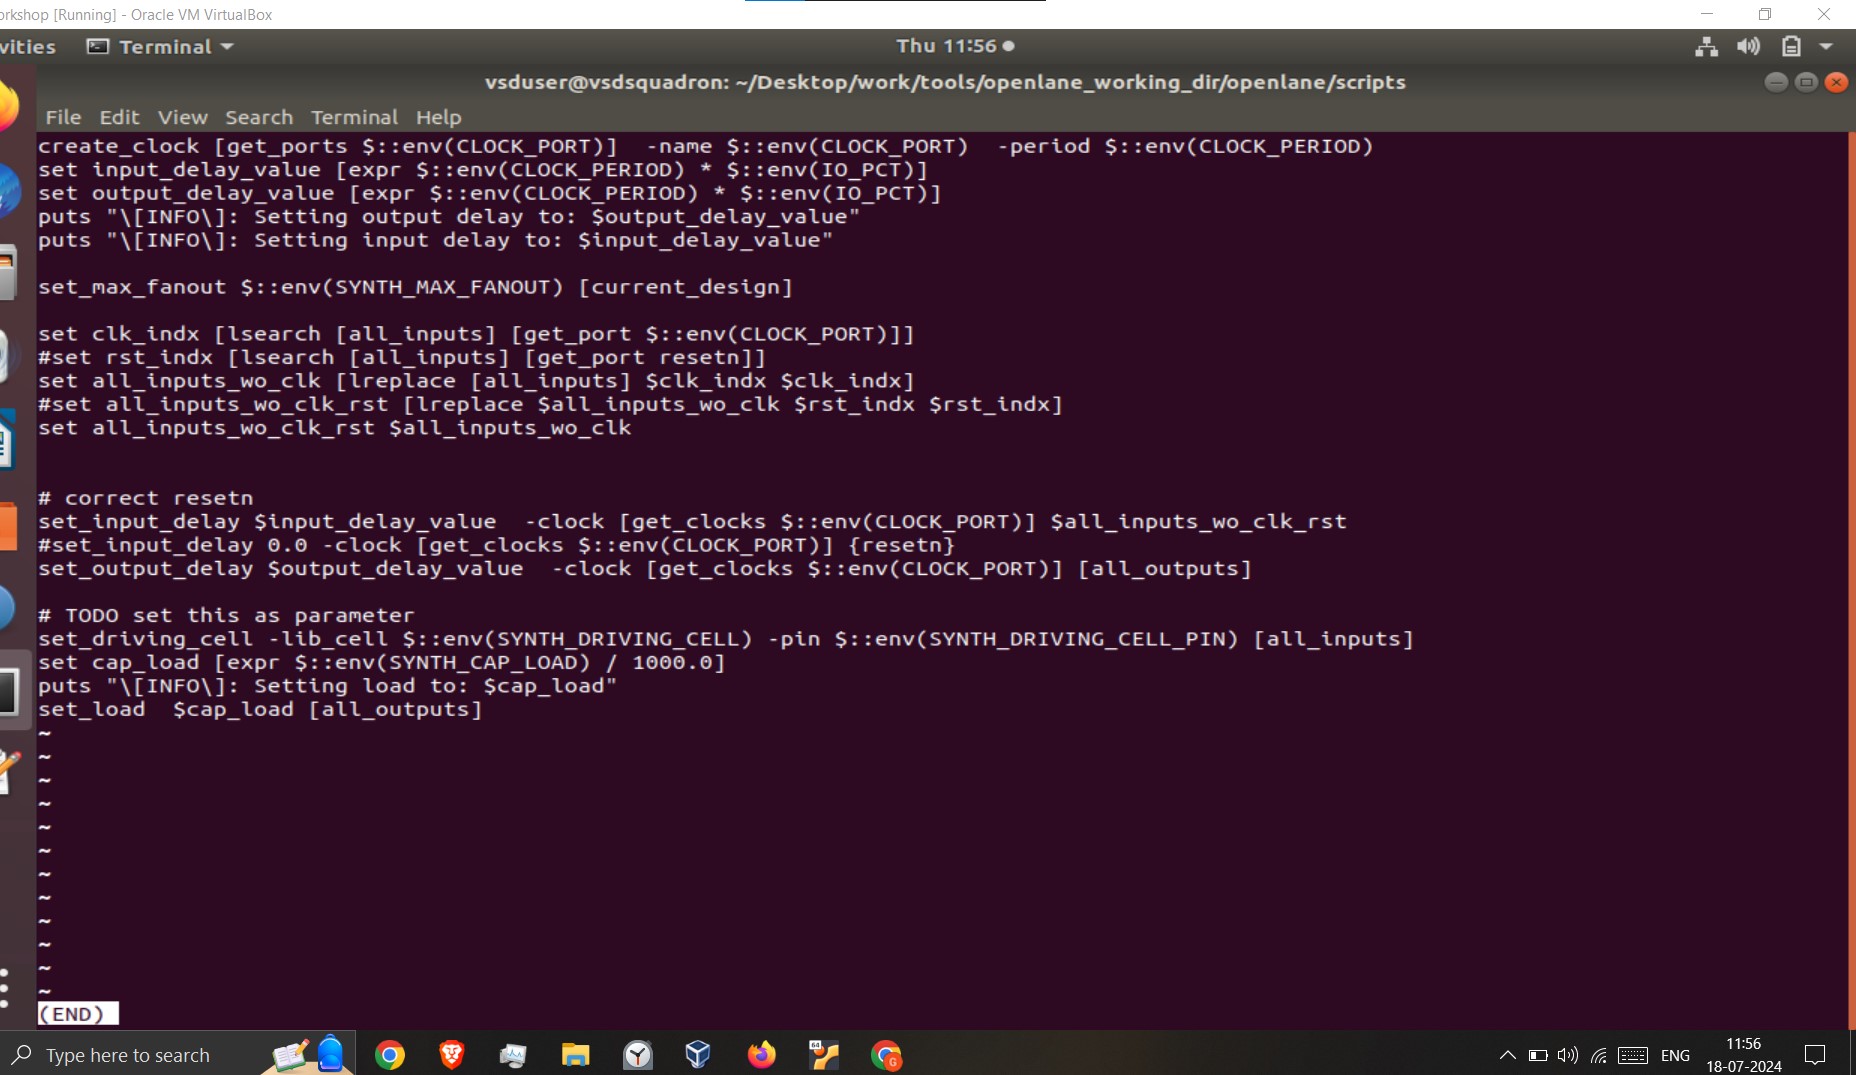 orkshop [Running] - Oracle VM VirtualBox
vities Terminal Thu 11:56
vsduser@vsdsquadron: ~/Desktop/work/tools/openlane_working_dir/openlane/scripts
File Edit View Search Terminal Help
create_clock [get_ports $::env(CLOCK_PORT)]  -name $::env(CLOCK_PORT)  -period $::env(CLOCK_PERIOD)
set input_delay_value [expr $::env(CLOCK_PERIOD) * $::env(IO_PCT)]
set output_delay_value [expr $::env(CLOCK_PERIOD) * $::env(IO_PCT)]
puts "\[INFO\]: Setting output delay to: $output_delay_value"
puts "\[INFO\]: Setting input delay to: $input_delay_value"

set_max_fanout $::env(SYNTH_MAX_FANOUT) [current_design]

set clk_indx [lsearch [all_inputs] [get_port $::env(CLOCK_PORT)]]
#set rst_indx [lsearch [all_inputs] [get_port resetn]]
set all_inputs_wo_clk [lreplace [all_inputs] $clk_indx $clk_indx]
#set all_inputs_wo_clk_rst [lreplace $all_inputs_wo_clk $rst_indx $rst_indx]
set all_inputs_wo_clk_rst $all_inputs_wo_clk

# correct resetn
set_input_delay $input_delay_value  -clock [get_clocks $::env(CLOCK_PORT)] $all_inputs_wo_clk_rst
#set_input_delay 0.0 -clock [get_clocks $::env(CLOCK_PORT)] {resetn}
set_output_delay $output_delay_value  -clock [get_clocks $::env(CLOCK_PORT)] [all_outputs]

# TODO set this as parameter
set_driving_cell -lib_cell $::env(SYNTH_DRIVING_CELL) -pin $::env(SYNTH_DRIVING_CELL_PIN) [all_inputs]
set cap_load [expr $::env(SYNTH_CAP_LOAD) / 1000.0]
puts "\[INFO\]: Setting load to: $cap_load"
set_load  $cap_load [all_outputs]
~
~
~
~
~
~
~
~
~
~
~
~
(END)
Type here to search 64 G ENG 11:56
18-07-2024